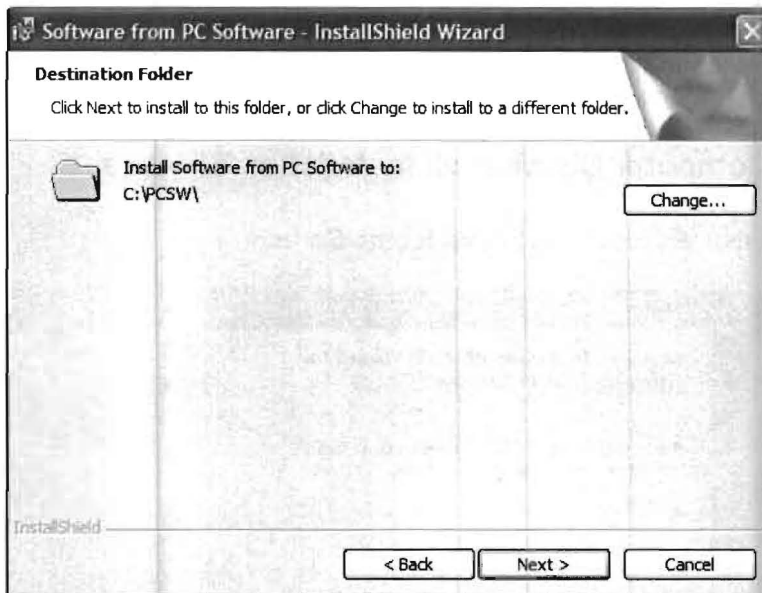 Software from PC Software - InstallShield Wizard
Destination Folder
Click Next to install to this folder, or click Change to install to a different folder.
Install Software from PC Software to:
C:\PCSW\
Change...
InstallShield
< Back
Next >
Cancel